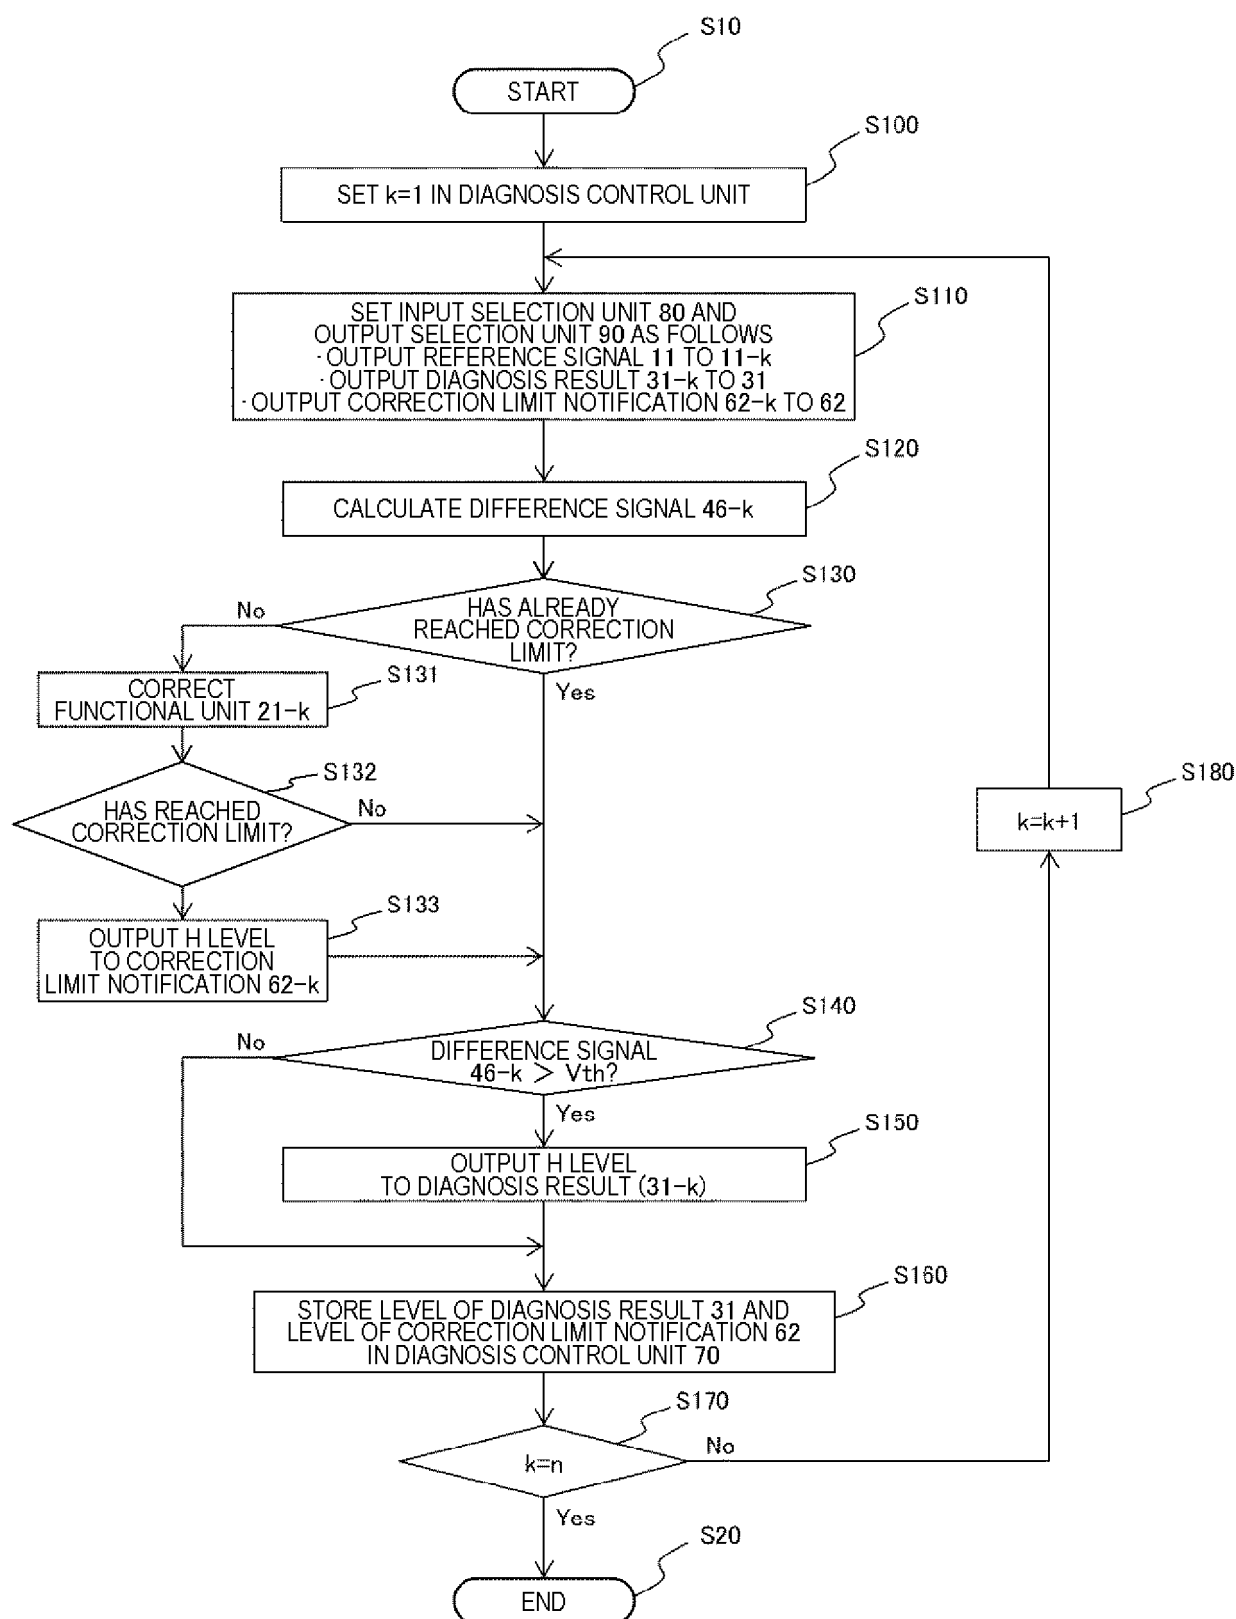 S10
START
S100
SET k=1 IN DIAGNOSIS CONTROL UNIT
S110
SET INPUT SELECTION UNIT 80 AND
OUTPUT SELECTION UNIT 90 AS FOLLOWS
·OUTPUT REFERENCE SIGNAL 11 TO 11-k
·OUTPUT DIAGNOSIS RESULT 31-k TO 31
·OUTPUT CORRECTION LIMIT NOTIFICATION 62-k TO 62
S120
CALCULATE DIFFERENCE SIGNAL 46-k
S130
No
HAS ALREADY
REACHED CORRECTION
LIMIT?
Yes
S131
CORRECT
FUNCTIONAL UNIT 21-k
S132
HAS REACHED
CORRECTION LIMIT?
No
S180
k=k+1
S133
OUTPUT H LEVEL
TO CORRECTION
LIMIT NOTIFICATION 62-k
S140
No
DIFFERENCE SIGNAL
46-k > Vth?
Yes
S150
OUTPUT H LEVEL
TO DIAGNOSIS RESULT (31-k)
S160
STORE LEVEL OF DIAGNOSIS RESULT 31 AND
LEVEL OF CORRECTION LIMIT NOTIFICATION 62
IN DIAGNOSIS CONTROL UNIT 70
S170
k=n
No
Yes
S20
END